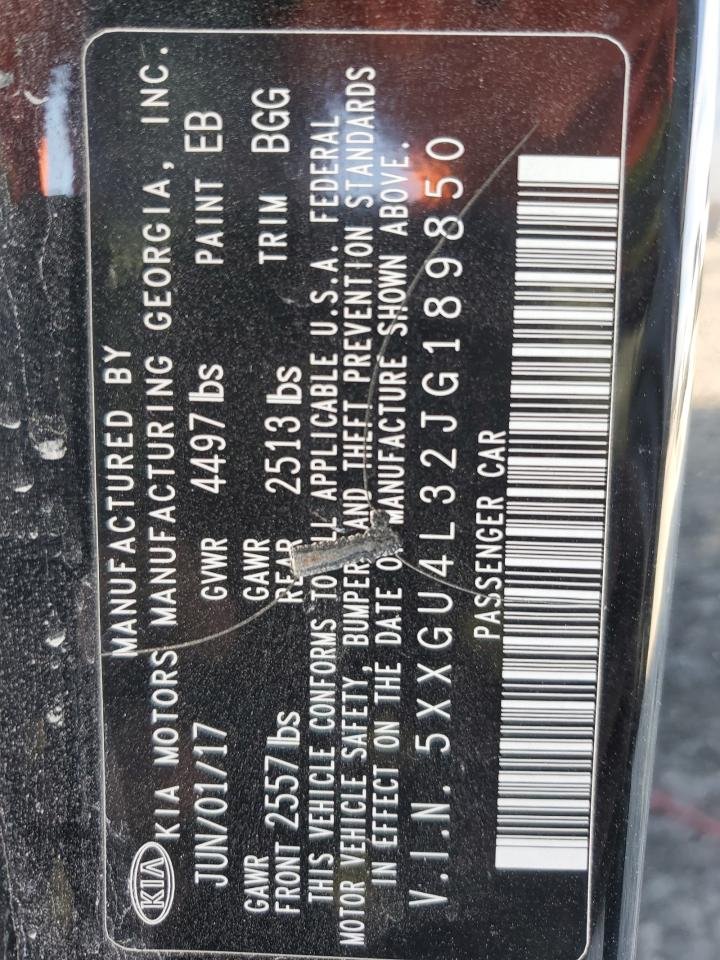 MANUFACTURED BY
KIA KIA MOTORS MANUFACTURING GEORGIA, INC.
JUN/01/17 GVWR 4497 lbs PAINT EB
GAWR GAWR
FRONT 2557 lbs REAR 2513 lbs TRIM BGG
THIS VEHICLE CONFORMS TO ALL APPLICABLE U.S.A. FEDERAL
MOTOR VEHICLE SAFETY, BUMPER AND THEFT PREVENTION STANDARDS
IN EFFECT ON THE DATE OF MANUFACTURE SHOWN ABOVE.
V.I.N. 5XXGU4L32JG189850
PASSENGER CAR